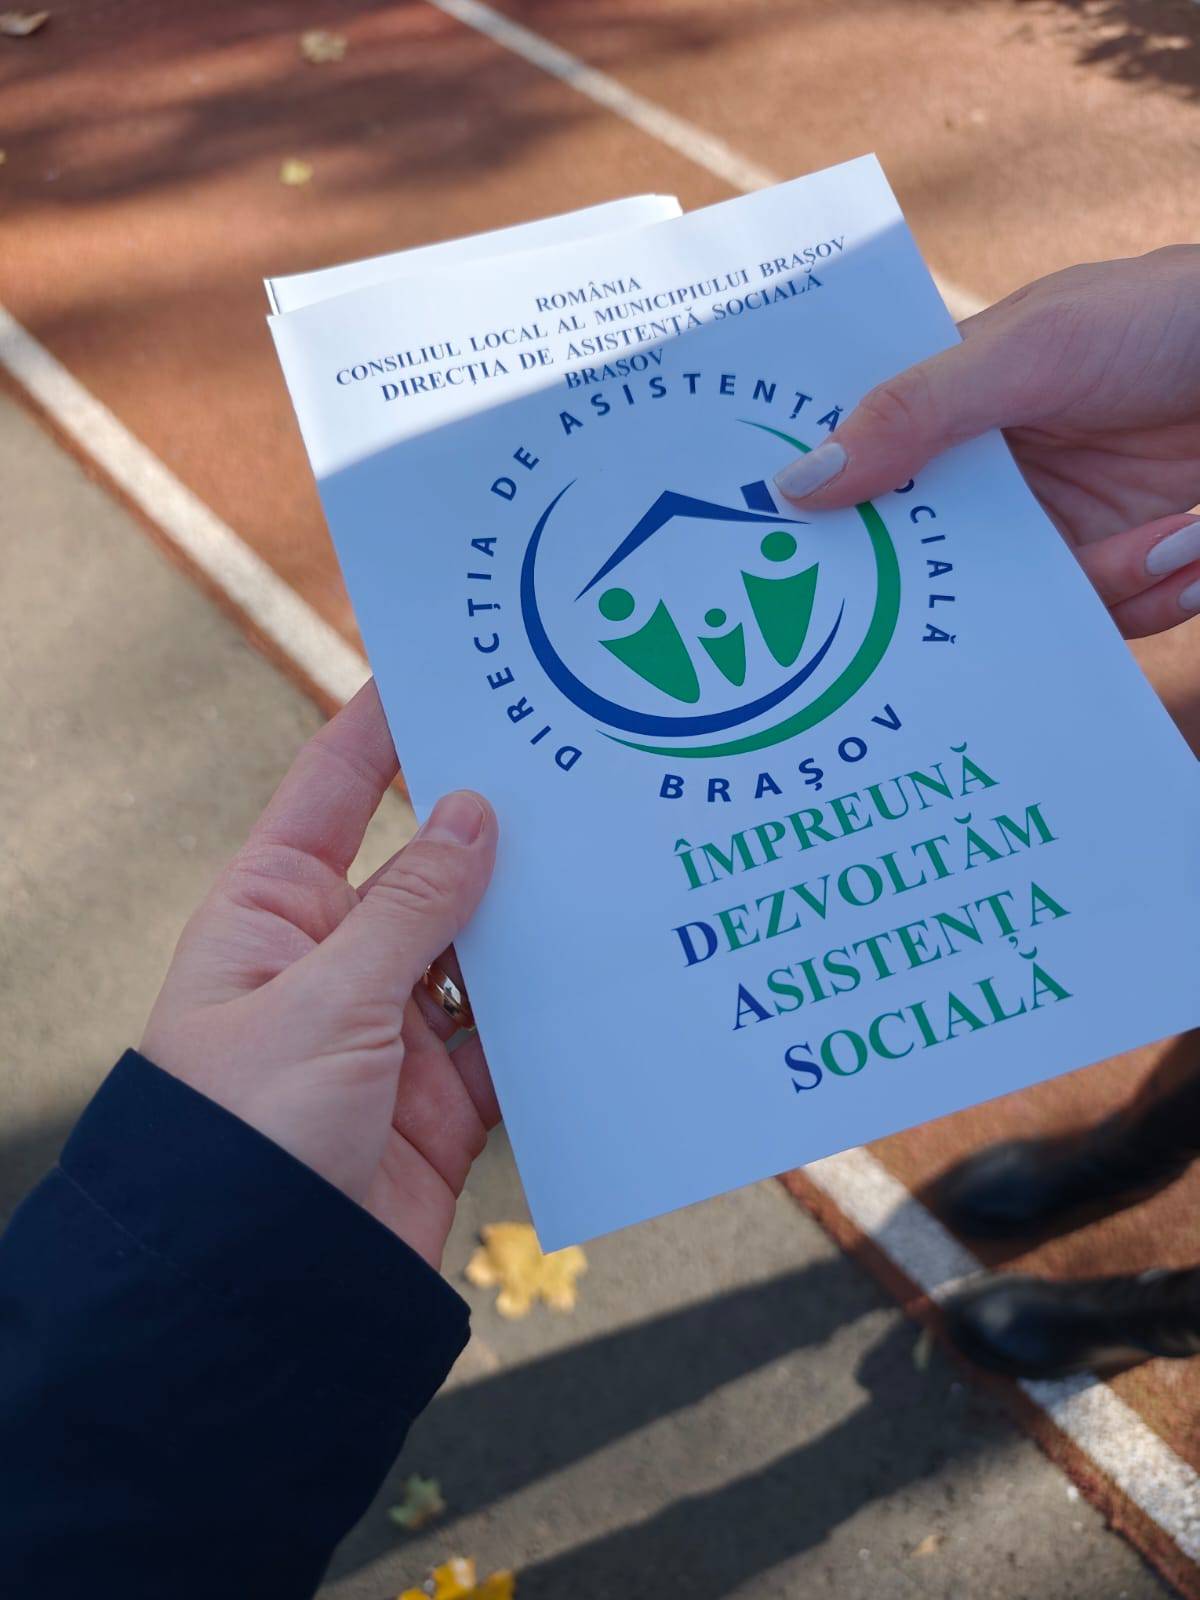 ROMÂNIA
CONSILIUL LOCAL AL MUNICIPIULUI BRAȘOV
DIRECȚIA DE ASISTENȚĂ SOCIALĂ
BRAȘOV
DIRECȚIA DE ASISTENȚĂ SOCIALĂ
BRAȘOV
ÎMPREUNĂ
DEZVOLTĂM
ASISTENȚA
SOCIALĂ